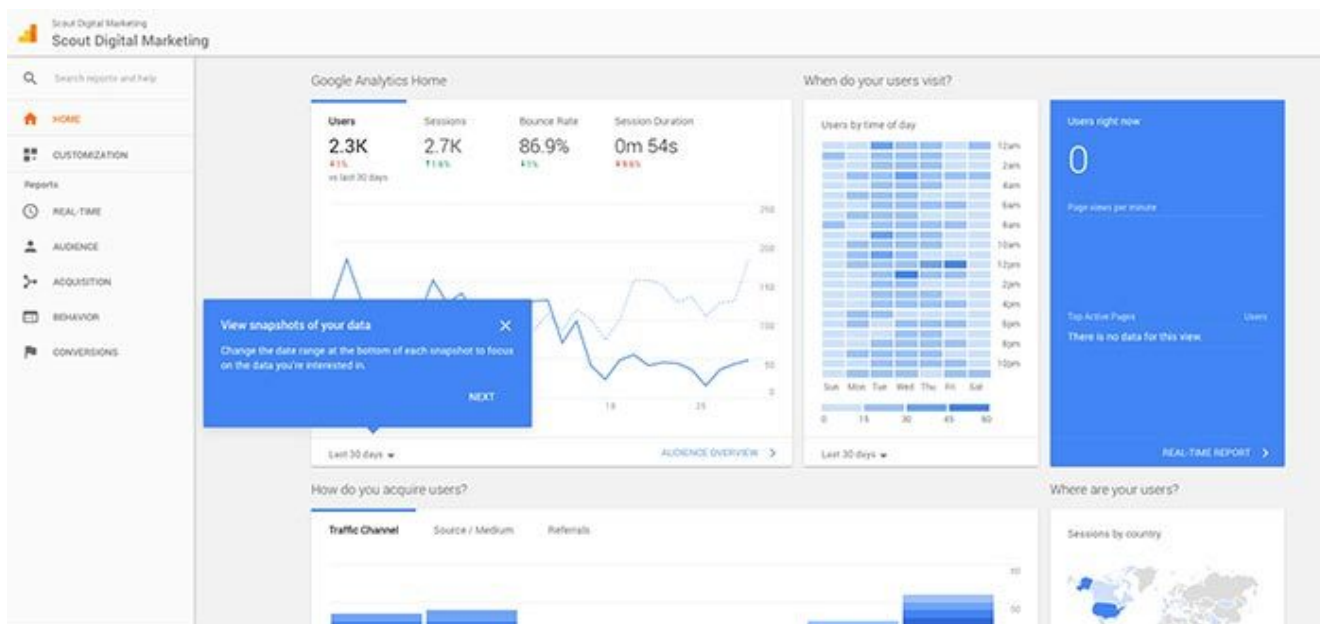 Scout Digital Marketing
Scout Digital Marketing
Search reports and help
HOME
CUSTOMIZATION
Reports
REAL-TIME
AUDIENCE
ACQUISITION
BEHAVIOR
CONVERSIONS
Google Analytics Home
Users
Sessions
Bounce Rate
Session Duration
2.3K
2.7K
86.9%
0m 54s
vs last 30 days
250
200
150
100
50
0
18
25
View snapshots of your data
Change the date range at the bottom of each snapshot to focus
on the data you're interested in.
NEXT
Last 30 days
AUDIENCE OVERVIEW
When do your users visit?
Users by time of day
12am
2am
4am
6am
8am
10am
12pm
2pm
4pm
6pm
8pm
10pm
Sun Mon Tue Wed Thu Fri Sat
0 15 30 45 60
Last 30 days
Users right now
0
Page views per minute
Top Active Pages Users
There is no data for this view.
REAL-TIME REPORT
How do you acquire users?
Traffic Channel
Source / Medium
Referrals
Where are your users?
Sessions by country